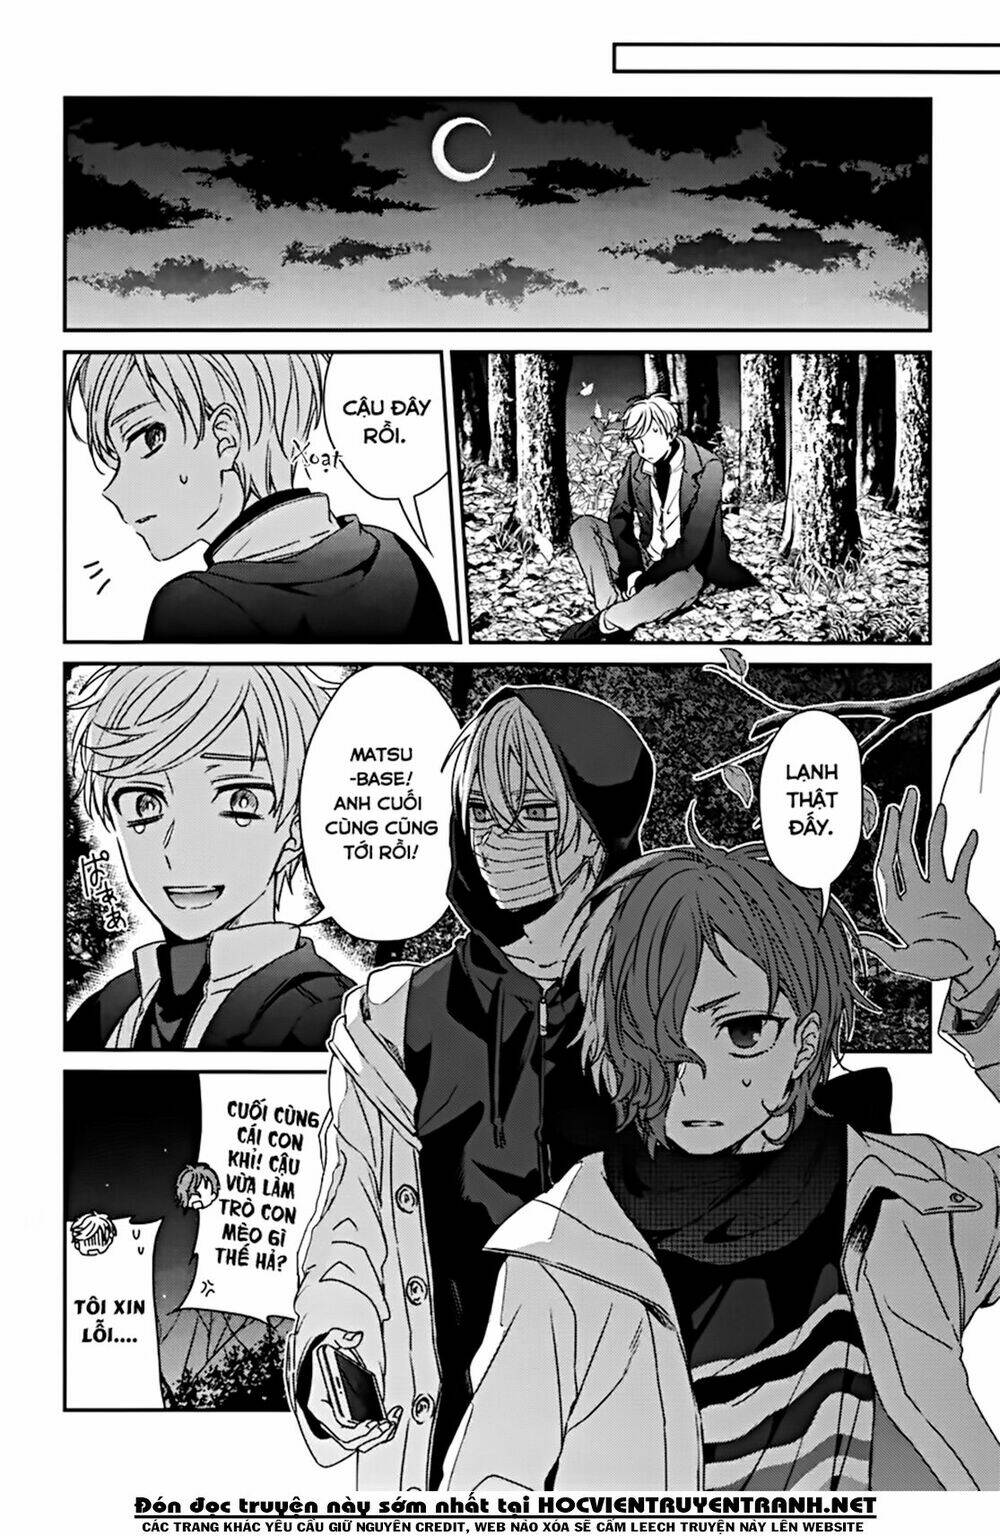 CẬU ĐÂY
RỒI.
Xoạt
LẠNH
THẬT
ĐẤY.
MATSU
-BASE!
ANH CUỐI
CÙNG CŨNG
TỚI RỒI!
ぱあぁ
CUỐI CÙNG
CÁI CON
KHỈ! CẬU
VỪA LÀM
TRÒ CON
MÈO GÌ
THẾ HẢ?
TÔI XIN
LỖI....
Đón đọc truyện này sớm nhất tại HOCVIENTRUYENTRANH.NET
CÁC TRANG KHÁC YÊU CẦU GIỮ NGUYÊN CREDIT, WEB NÀO XÓA SẼ CẤM LEECH TRUYỆN NÀY LÊN WEBSITE